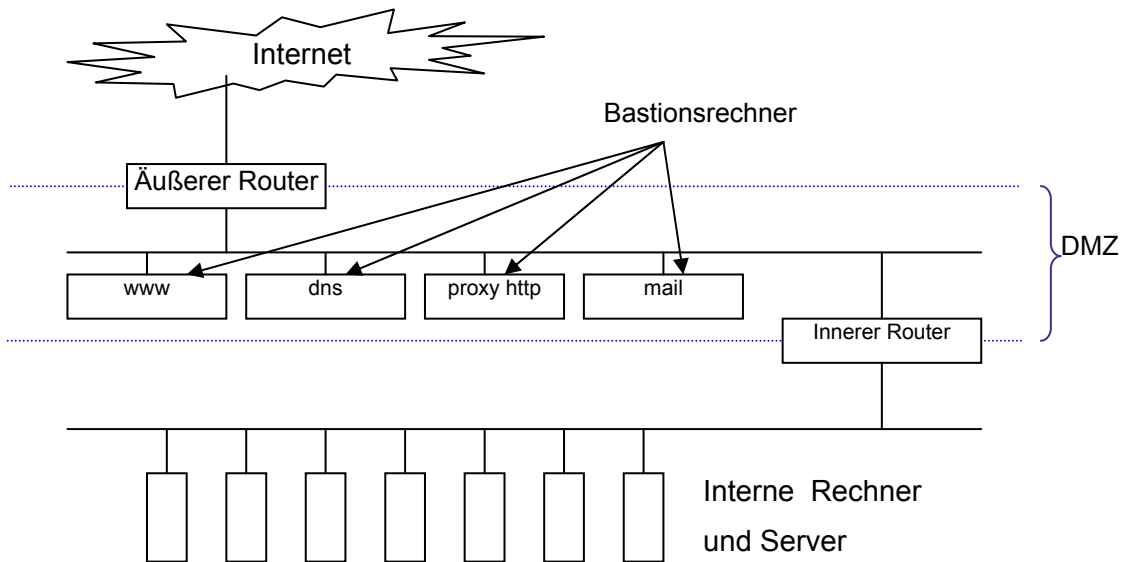 Internet
Bastionsrechner
Äußerer Router
DMZ
www
dns
proxy http
mail
Innerer Router
Interne Rechner
und Server